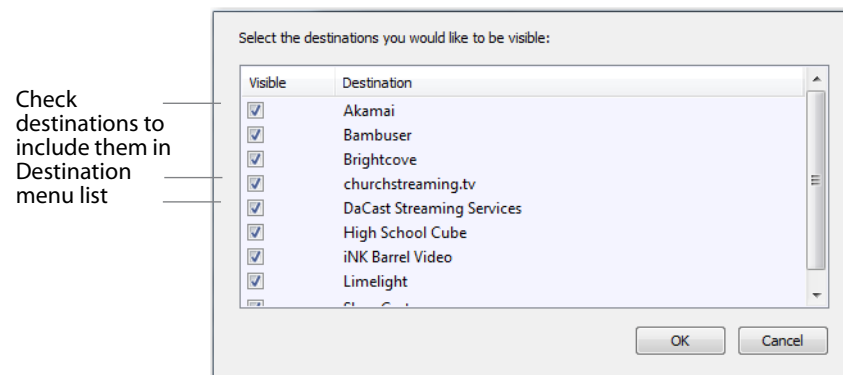 Select the destinations you would like to be visible:
Visible Destination
Check
destinations to
include them in
Destination
menu list
Akamai
Bambuser
Brightcove
churchstreaming.tv
DaCast Streaming Services
High School Cube
iNK Barrel Video
Limelight
OK Cancel